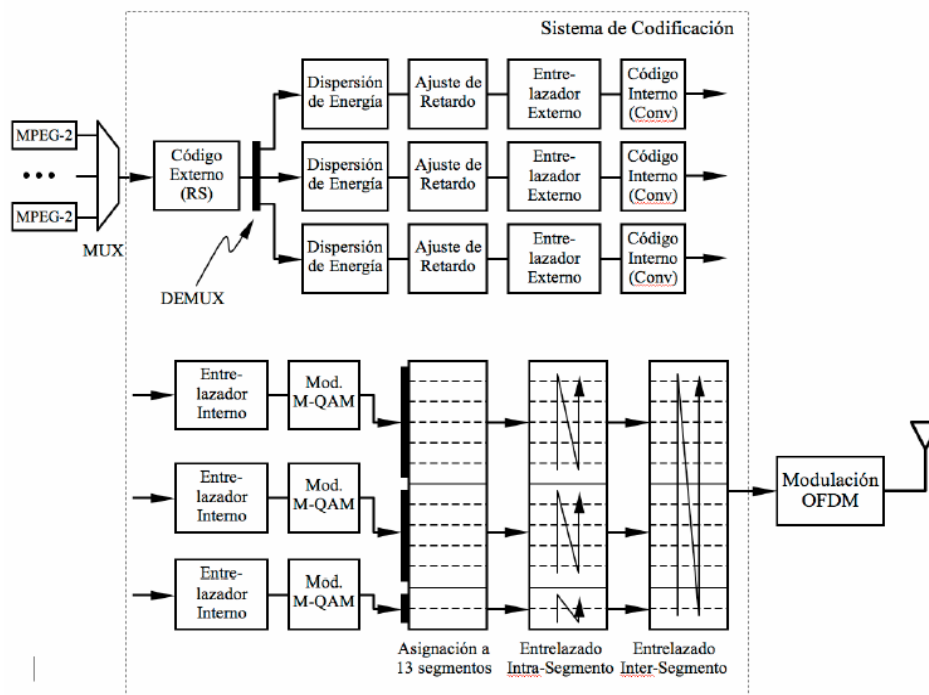 Sistema de Codificación
Dispersión
de Energía
Ajuste de
Retardo
Entre-
lazador
Externo
Código
Interno
(Conv)
MPEG-2
• • •
MPEG-2
MUX
Código
Externo
(RS)
DEMUX
Dispersión
de Energía
Ajuste de
Retardo
Entre-
lazador
Externo
Código
Interno
(Conv)
Dispersión
de Energía
Ajuste de
Retardo
Entre-
lazador
Externo
Código
Interno
(Conv)
Entre-
lazador
Interno
Mod.
M-QAM
Entre-
lazador
Interno
Mod.
M-QAM
Entre-
lazador
Interno
Mod.
M-QAM
Asignación a
13 segmentos
Entrelazado
Intra-Segmento
Entrelazado
Inter-Segmento
Modulación
OFDM